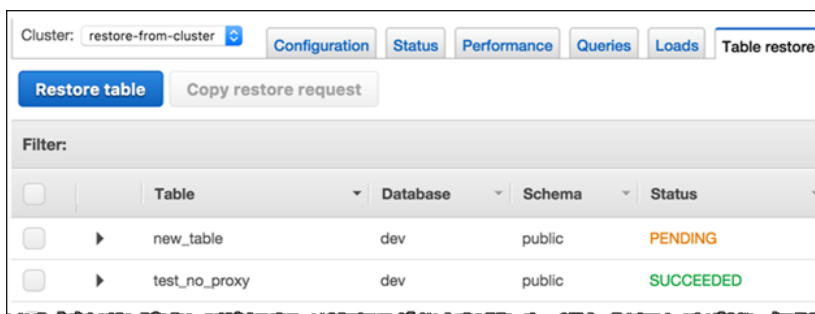 Cluster: restore-from-cluster Configuration Status Performance Queries Loads Table restore
Restore table Copy restore request
Filter:
Table Database Schema Status
new_table dev public PENDING
test_no_proxy dev public SUCCEEDED